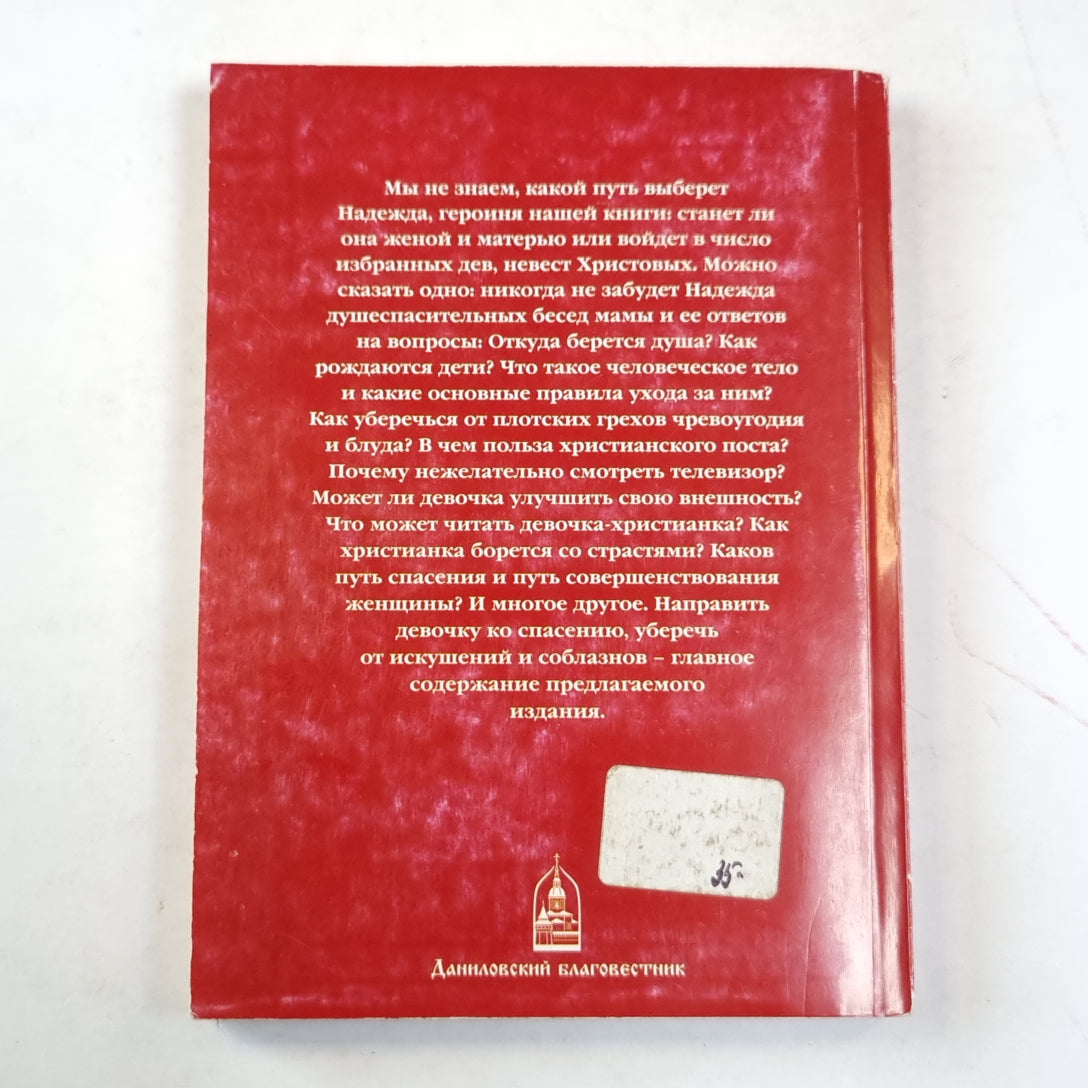 Мы не знаем, какой путь выберет
Надежда, героиня нашей книги: станет ли
она женой и матерью или войдет в число
избранных дев, невест Христовых. Можно
сказать одно: никогда не забудет Надежда
душеспасительных бесед мамы и ее ответов
на вопросы: Откуда берется душа? Как
рождаются дети? Что такое человеческое тело
и какие основные правила ухода за ним?
Как уберечься от плотских грехов чревоугодия
и блуда? В чем польза христианского поста?
Почему нежелательно смотреть телевизор?
Может ли девочка улучшить свою внешность?
Что может читать девочка-христианка? Как
христианка борется со страстями? Каков
путь спасения и путь совершенствования
женщины? И многое другое. Направить
девочку ко спасению, уберечь
от искушений и соблазнов – главное
содержание предлагаемого
издания.
35
Даниловский благовестник